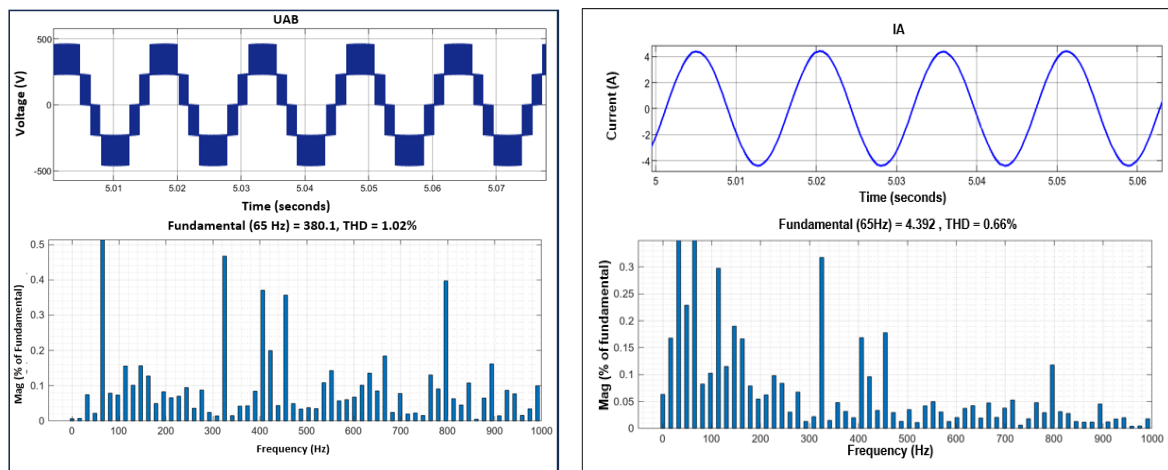 UAB
500
0
-500
Voltage (V)
5.01 5.02 5.03 5.04 5.05 5.06 5.07
Time (seconds)
Fundamental (65 Hz) = 380.1, THD = 1.02%
0.5
0.4
0.3
0.2
0.1
0
Mag (% of Fundamental)
0 100 200 300 400 500 600 700 800 900 1000
Frequency (Hz)
IA
4
2
0
-2
-4
Current (A)
5 5.01 5.02 5.03 5.04 5.05 5.06
Time (seconds)
Fundamental (65Hz) = 4.392 , THD = 0.66%
0.3
0.25
0.2
0.15
0.1
0.05
0
Mag (% of fundamental)
0 100 200 300 400 500 600 700 800 900 1000
Frequency (Hz)